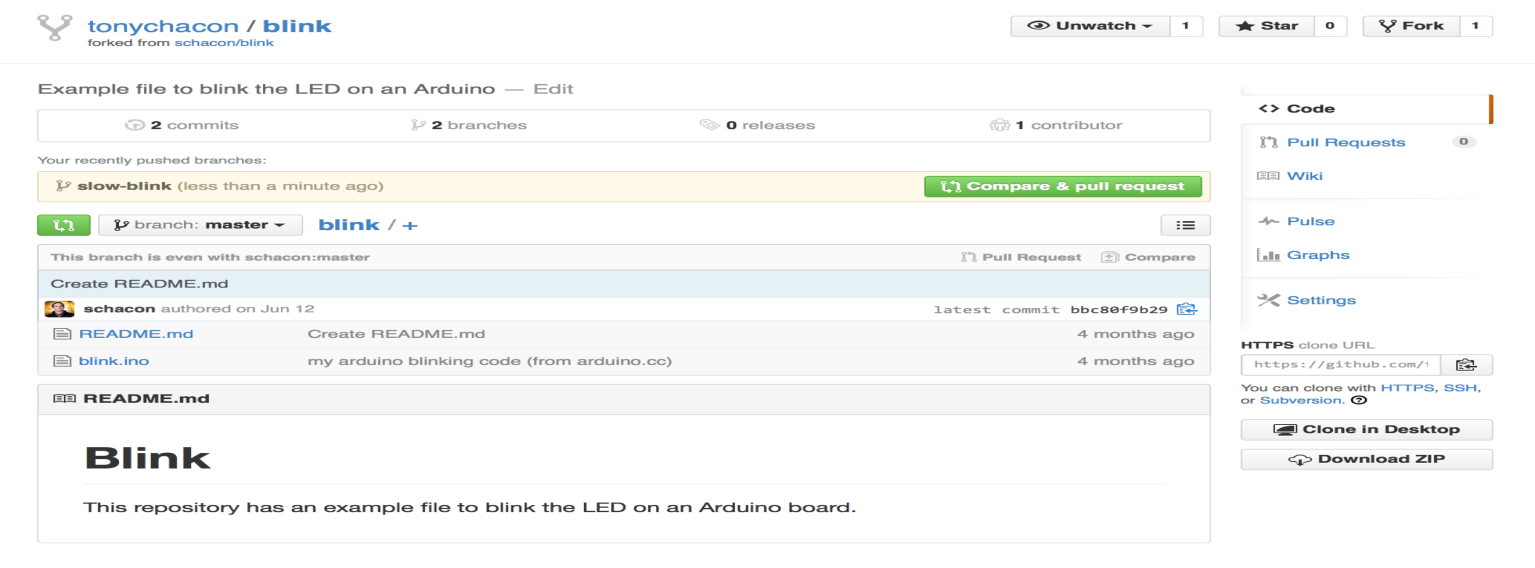 tonychacon / blink
forked from schacon/blink
Unwatch 1 Star 0 Fork 1
Example file to blink the LED on an Arduino — Edit
2 commits 2 branches 0 releases 1 contributor
Your recently pushed branches:
slow-blink (less than a minute ago) Compare & pull request
branch: master blink / +
This branch is even with schacon:master Pull Request Compare
Create README.md
schacon authored on Jun 12 latest commit bbc80f9b29
README.md Create README.md 4 months ago
blink.ino my arduino blinking code (from arduino.cc) 4 months ago
README.md
Blink
This repository has an example file to blink the LED on an Arduino board.
<> Code
Pull Requests 0
Wiki
Pulse
Graphs
Settings
HTTPS clone URL
https://github.com/
You can clone with HTTPS, SSH,
or Subversion. ?
Clone in Desktop
Download ZIP